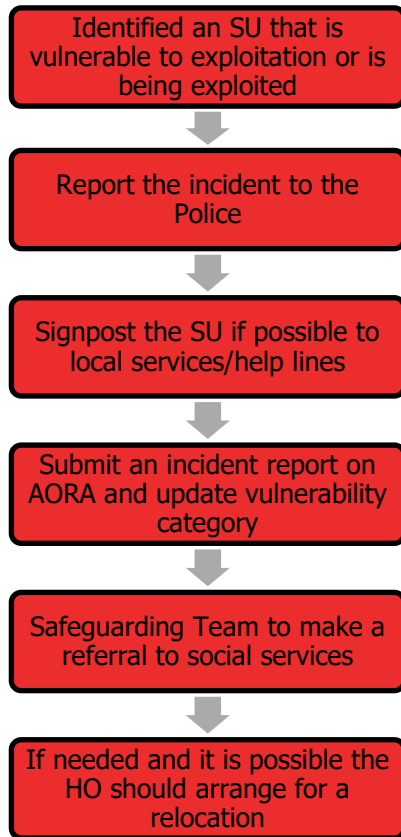 Identified an SU that is
vulnerable to exploitation or is
being exploited
Report the incident to the
Police
Signpost the SU if possible to
local services/help lines
Submit an incident report on
AORA and update vulnerability
category
Safeguarding Team to make a
referral to social services
If needed and it is possible the
HO should arrange for a
relocation